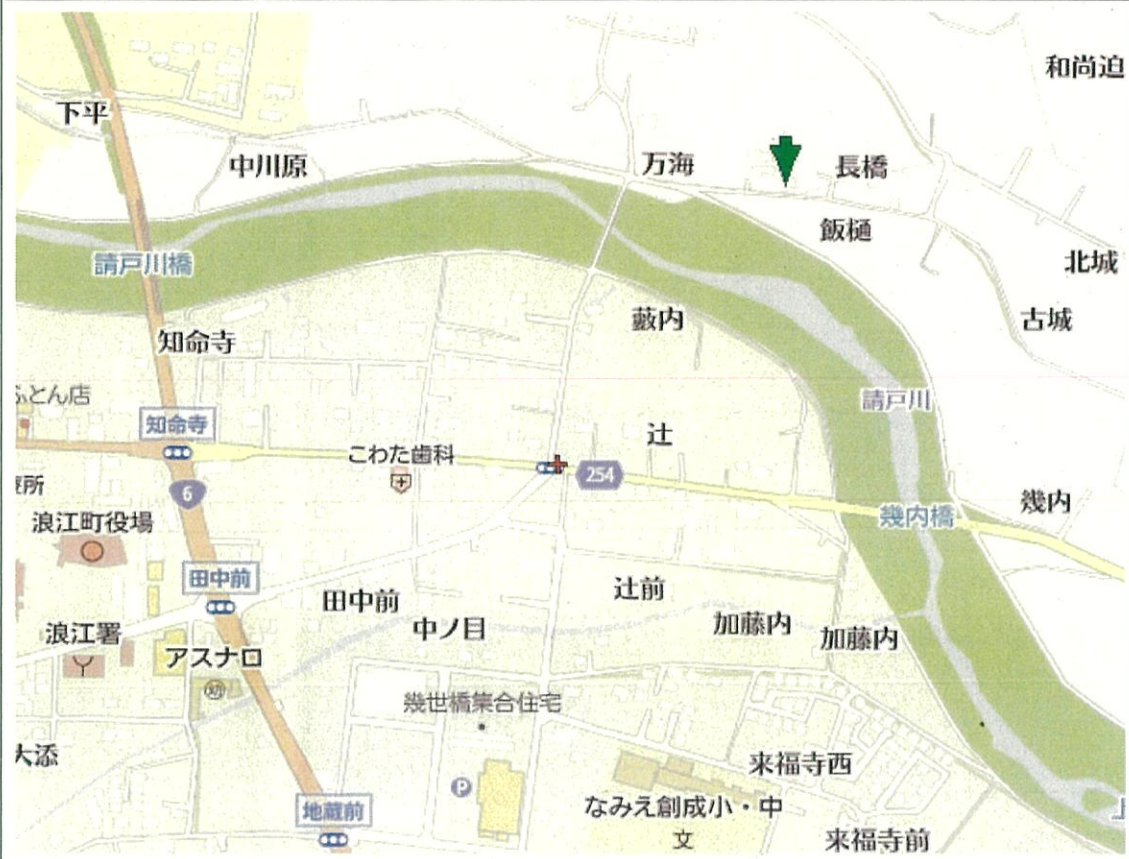 和尚迫
下平
中川原
万海
長橋
飯樋
請戸川橋
北城
藪内
古城
知命寺
ふとん店
請戸川
知命寺
辻
こわた歯科
254
6
幾内
幾内橋
浪江町役場
田中前
辻前
田中前
中ノ目
加藤内
加藤内
浪江署
アスナロ
幼
幾世橋集合住宅
大添
来福寺西
P
なみえ創成小・中
地蔵前
文
来福寺前